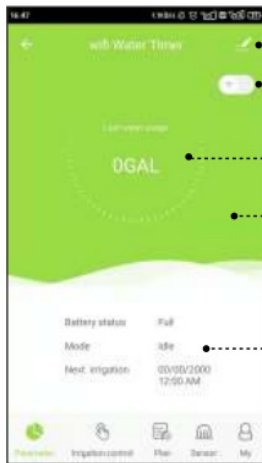 16:47
wifi Water Timer
Last water usage
0GAL
Battery status Full
Mode Idle
Next irrigation 00/00/2000
12:00 AM
Parameter Irrigation control Plan Sensor My